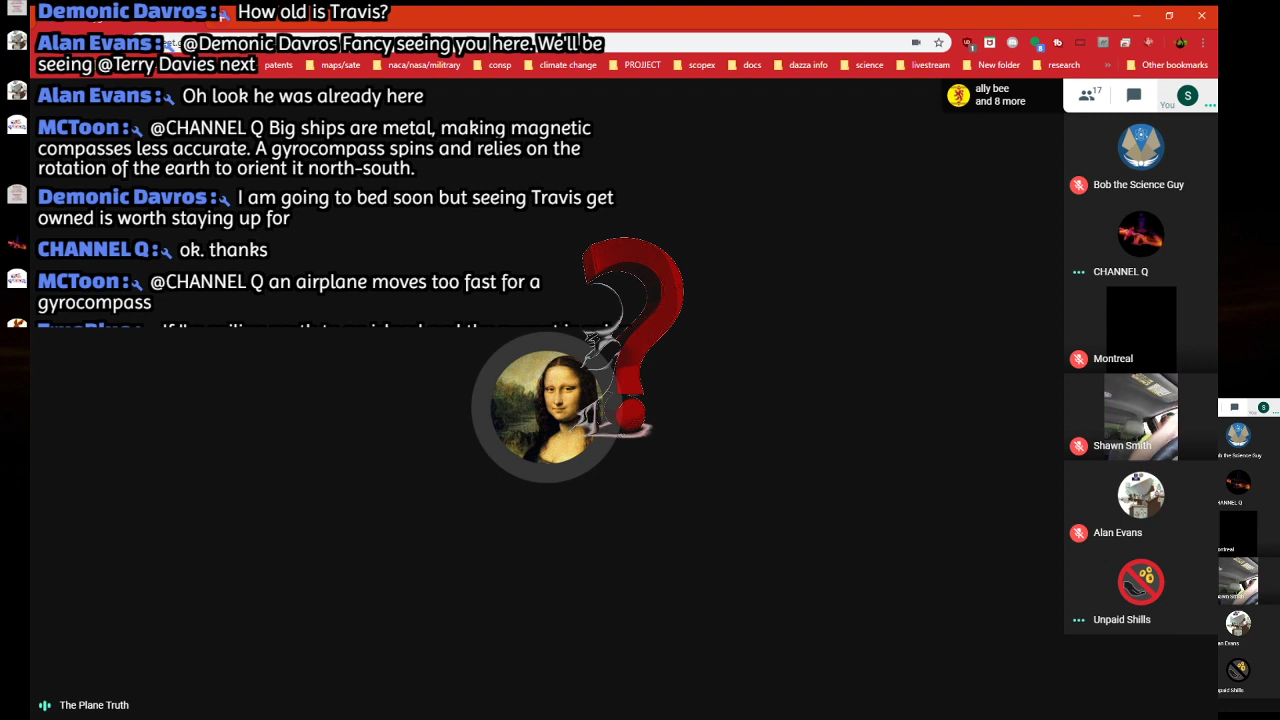 Demonic Davros : How old is Travis?
Alan Evans : @Demonic Davros Fancy seeing you here. We'll be
seeing @Terry Davies next
Alan Evans : Oh look he was already here
MCToon : @CHANNEL Q Big ships are metal, making magnetic
compasses less accurate. A gyrocompass spins and relies on the
rotation of the earth to orient it north-south.
Demonic Davros : I am going to bed soon but seeing Travis get
owned is worth staying up for
CHANNEL Q : ok. thanks
MCToon : @CHANNEL Q an airplane moves too fast for a
gyrocompass
patents maps/sate naca/nasa/militrary consp climate change PROJJECT scopex docs dazza info science livestream New folder research » Other bookmarks
ally bee
and 8 more
17
You
S
Bob the Science Guy
CHANNEL Q
Montreal
Shawn Smith
Alan Evans
Unpaid Shills
The Plane Truth
?